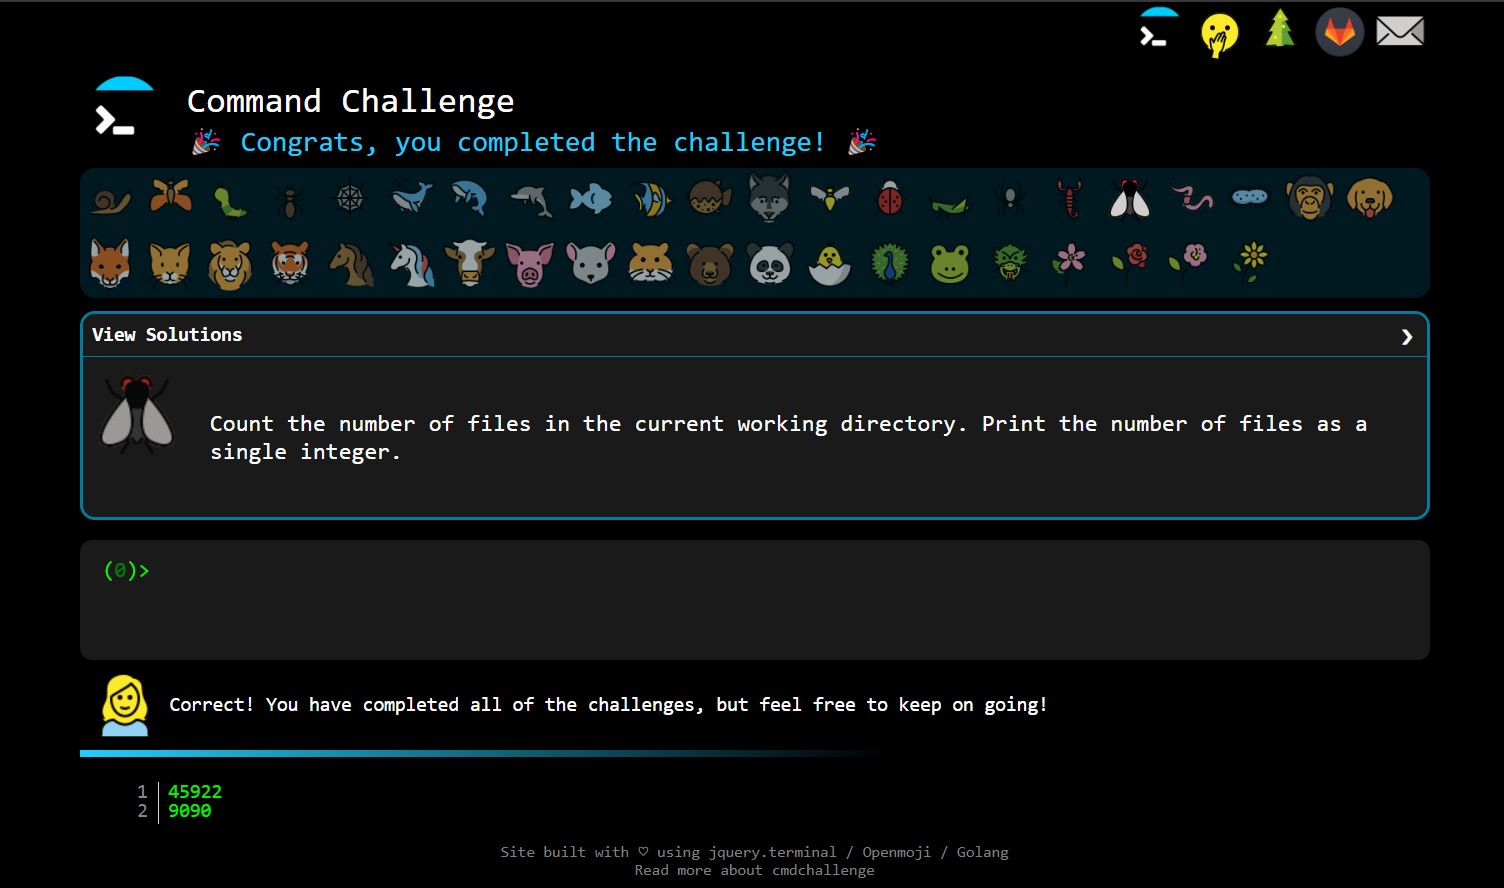 Command Challenge
🎉 Congrats, you completed the challenge! 🎉
View Solutions
Count the number of files in the current working directory. Print the number of files as a
single integer.
(0)>
Correct! You have completed all of the challenges, but feel free to keep on going!
1 45922
2 9090
Site built with ♡ using jquery.terminal / Openmoji / Golang
Read more about cmdchallenge